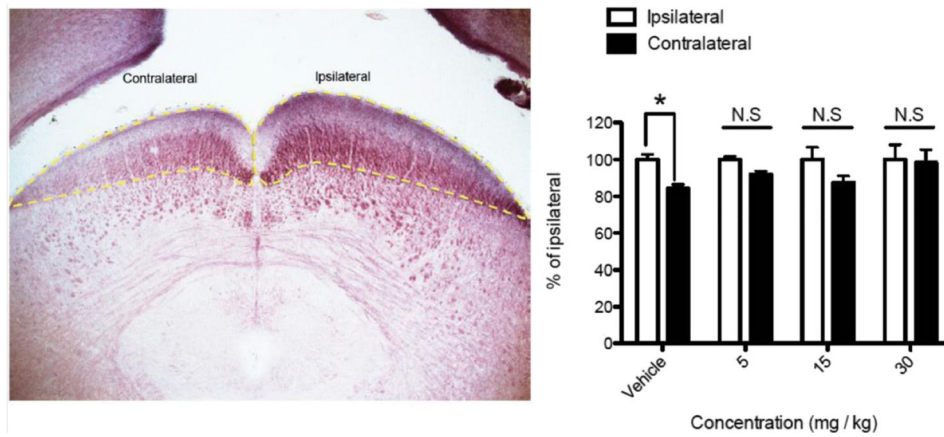 Contralateral
Ipsilateral
Ipsilateral
Contralateral
% of ipsilateral
120
100
80
60
40
20
0
*
N.S
N.S
N.S
Vehicle
5
15
30
Concentration (mg / kg)